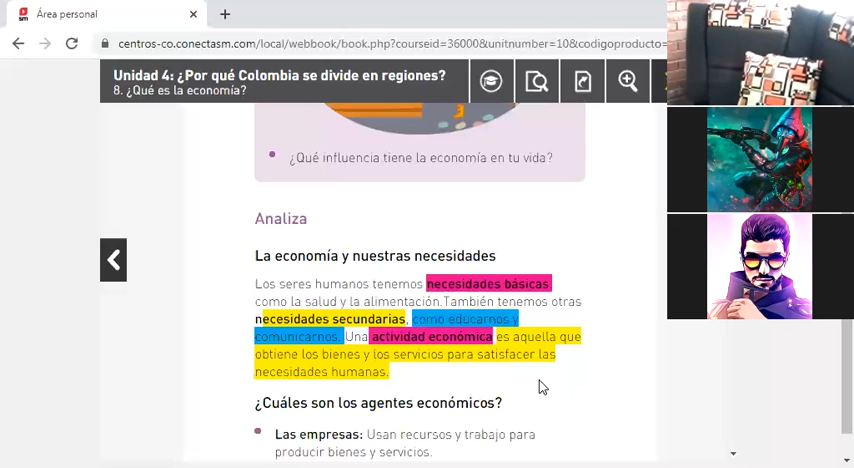 Área personal
centros-co.conectasm.com/local/webbook/book.php?courseid=36000&unitnumber=10&codigoproducto=
Unidad 4: ¿Por qué Colombia se divide en regiones?
8. ¿Qué es la economía?
¿Qué influencia tiene la economía en tu vida?
Analiza
La economía y nuestras necesidades
Los seres humanos tenemos necesidades básicas
como la salud y la alimentación.También tenemos otras
necesidades secundarias, como educarnos y
comunicarnos. Una actividad económica es aquella que
obtiene los bienes y los servicios para satisfacer las
necesidades humanas.
¿Cuáles son los agentes económicos?
Las empresas: Usan recursos y trabajo para
producir bienes y servicios.